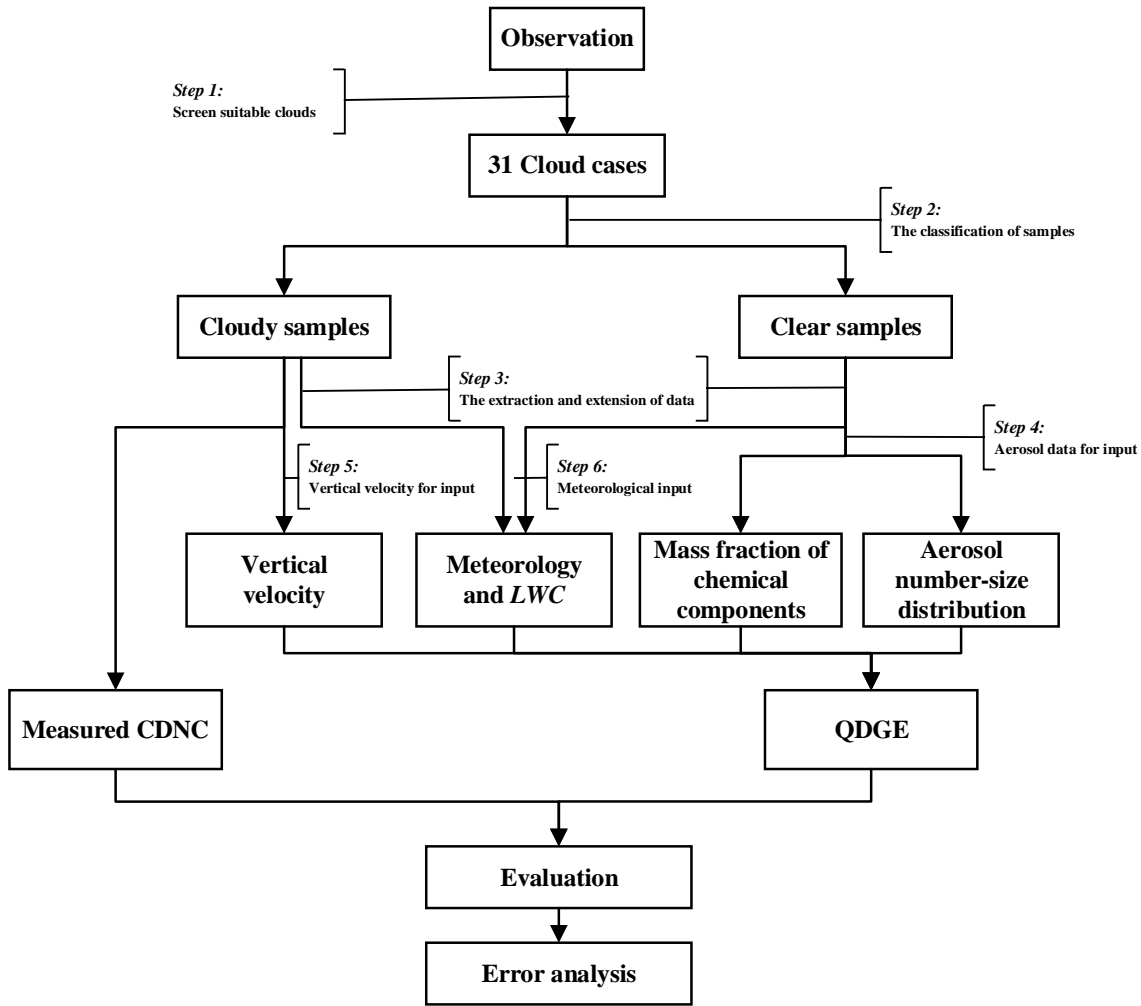 Observation
Step 1:
Screen suitable clouds
31 Cloud cases
Step 2:
The classification of samples
Cloudy samples
Clear samples
Step 3:
The extraction and extension of data
Step 4:
Aerosol data for input
Step 5:
Vertical velocity for input
Step 6:
Meteorological input
Vertical
velocity
Meteorology
and LWC
Mass fraction of
chemical
components
Aerosol
number-size
distribution
Measured CDNC
QDGE
Evaluation
Error analysis